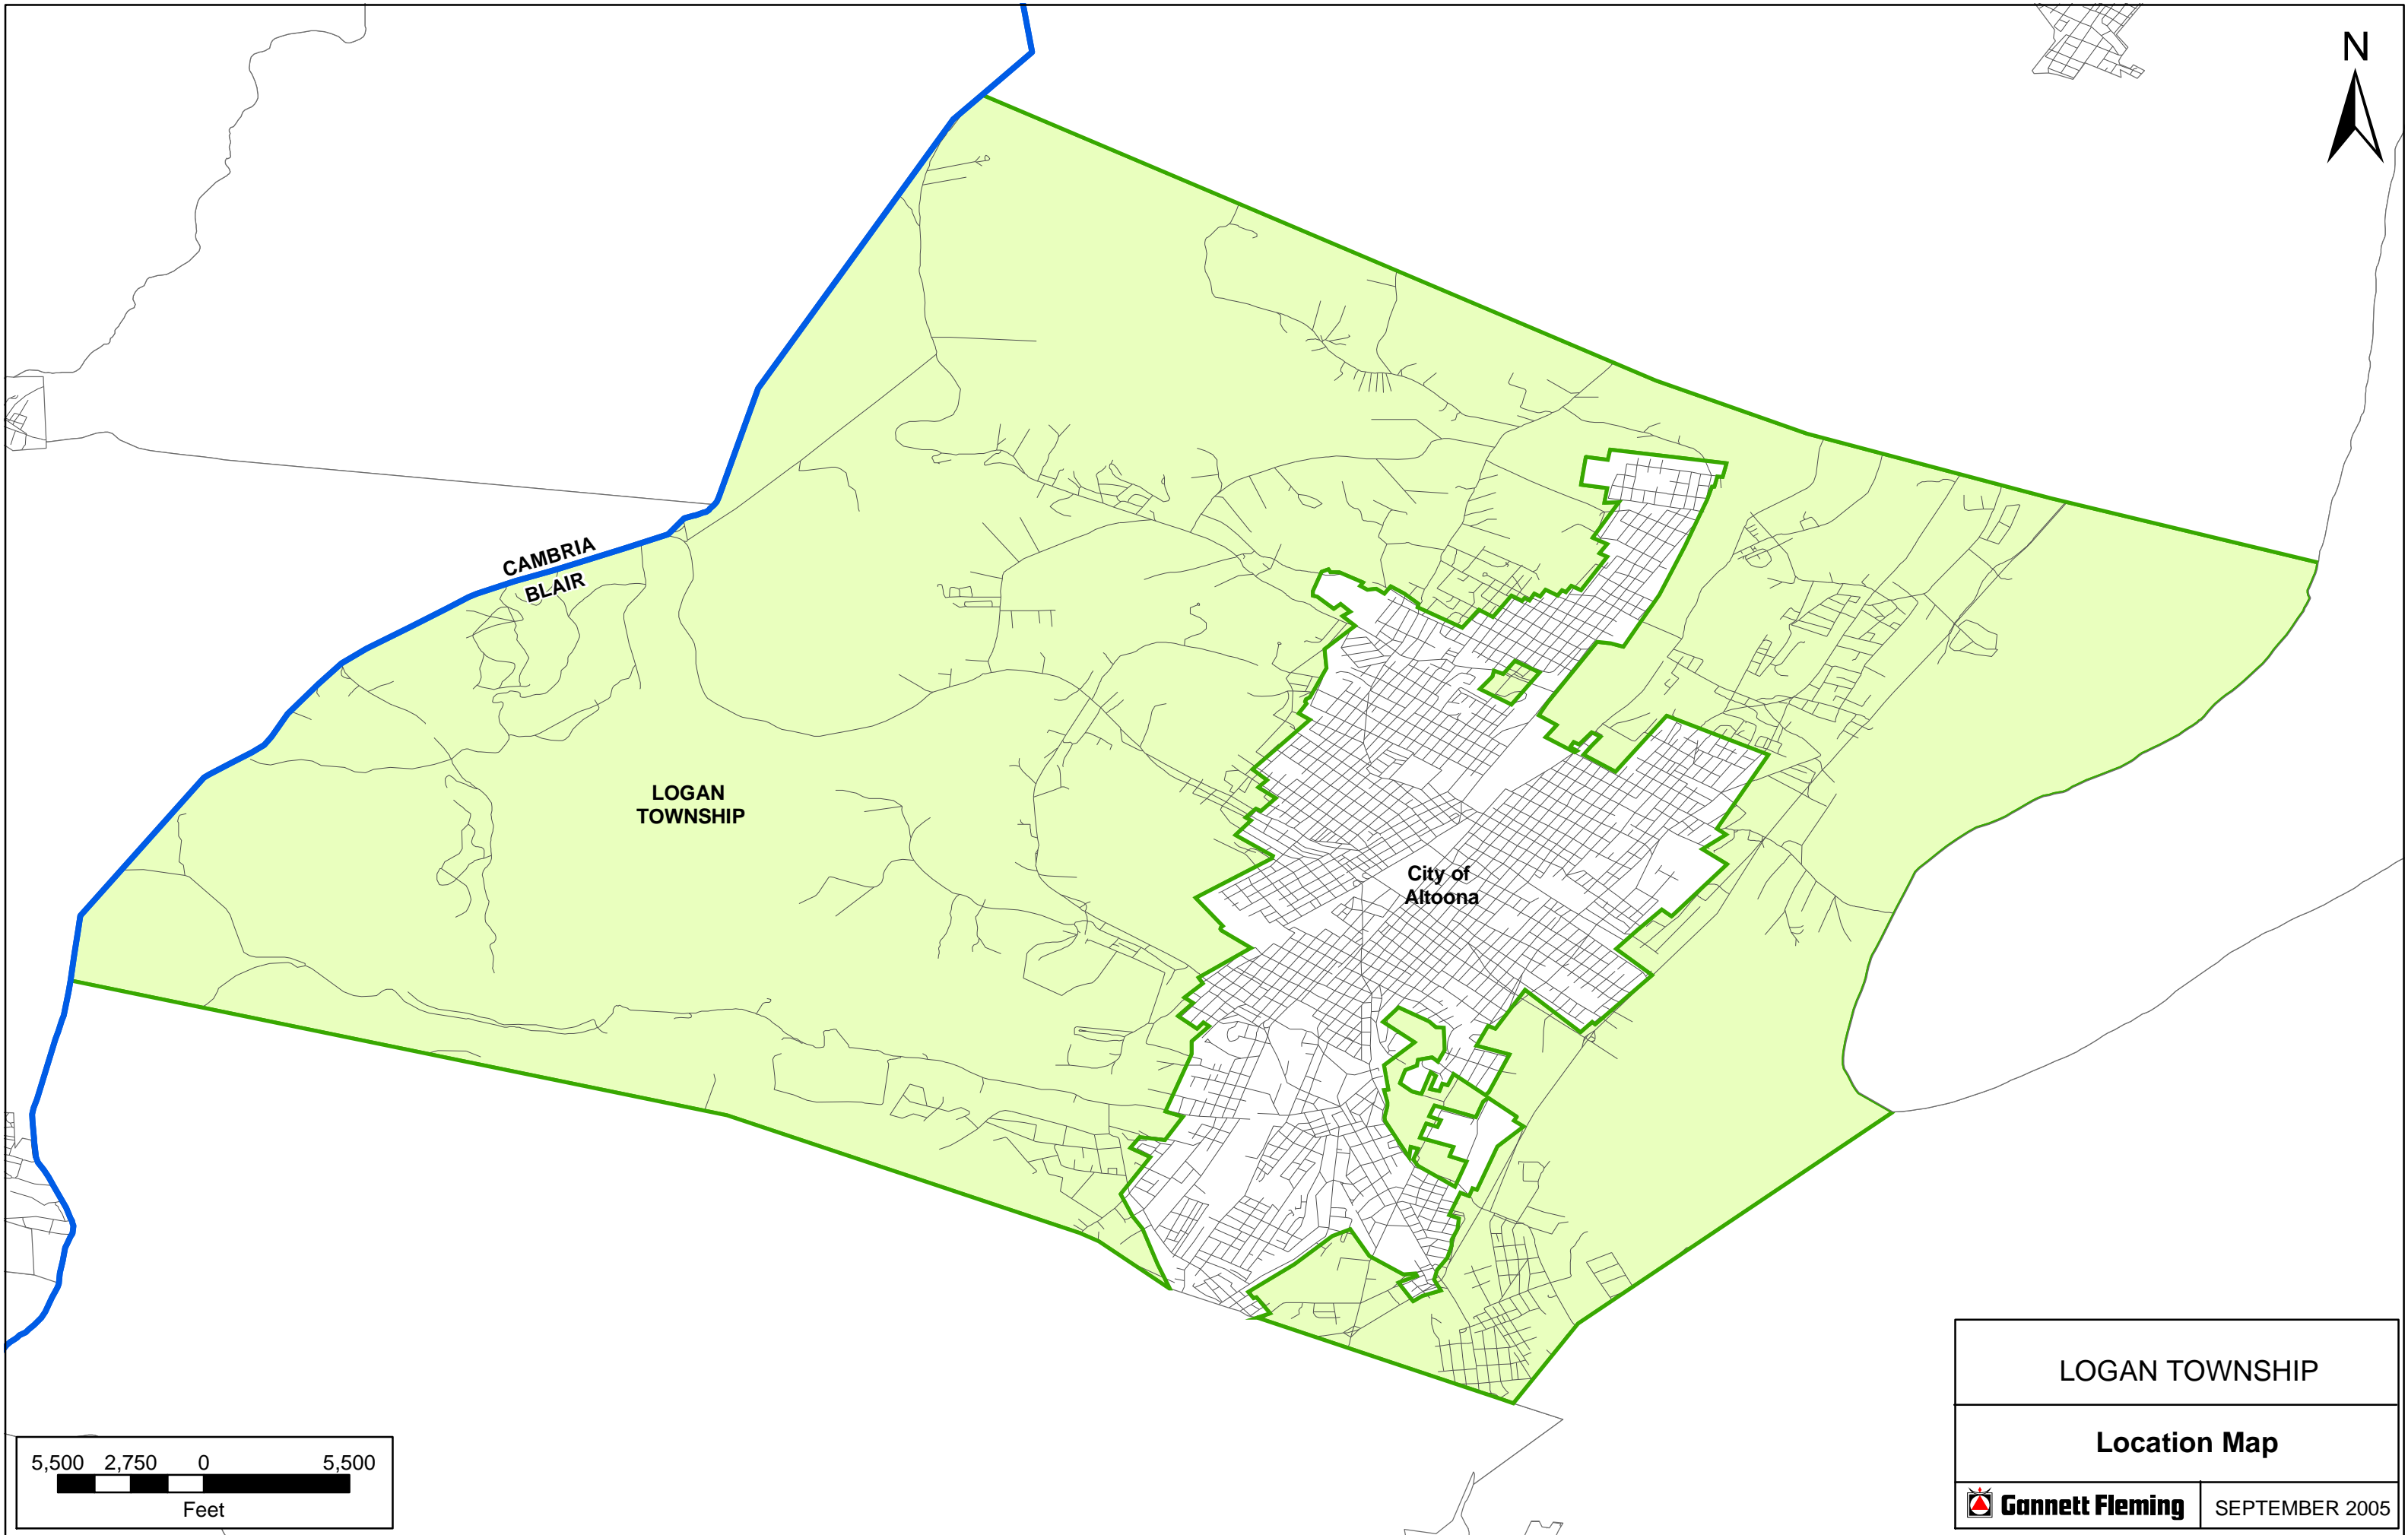 N
CAMBRIA
BLAIR
LOGAN
TOWNSHIP
City of
Altoona
5,500 2,750 0 5,500
Feet
LOGAN TOWNSHIP
Location Map
Gannett Fleming
SEPTEMBER 2005